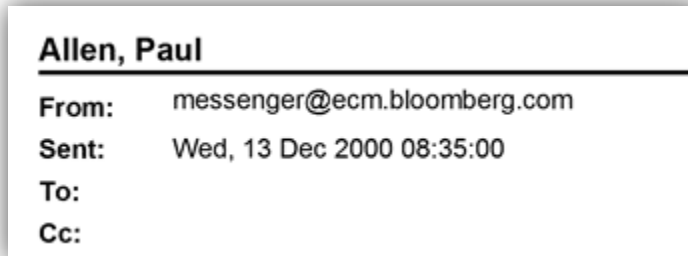 Allen, Paul
From: messenger@ecm.bloomberg.com
Sent: Wed, 13 Dec 2000 08:35:00
To:
Cc: